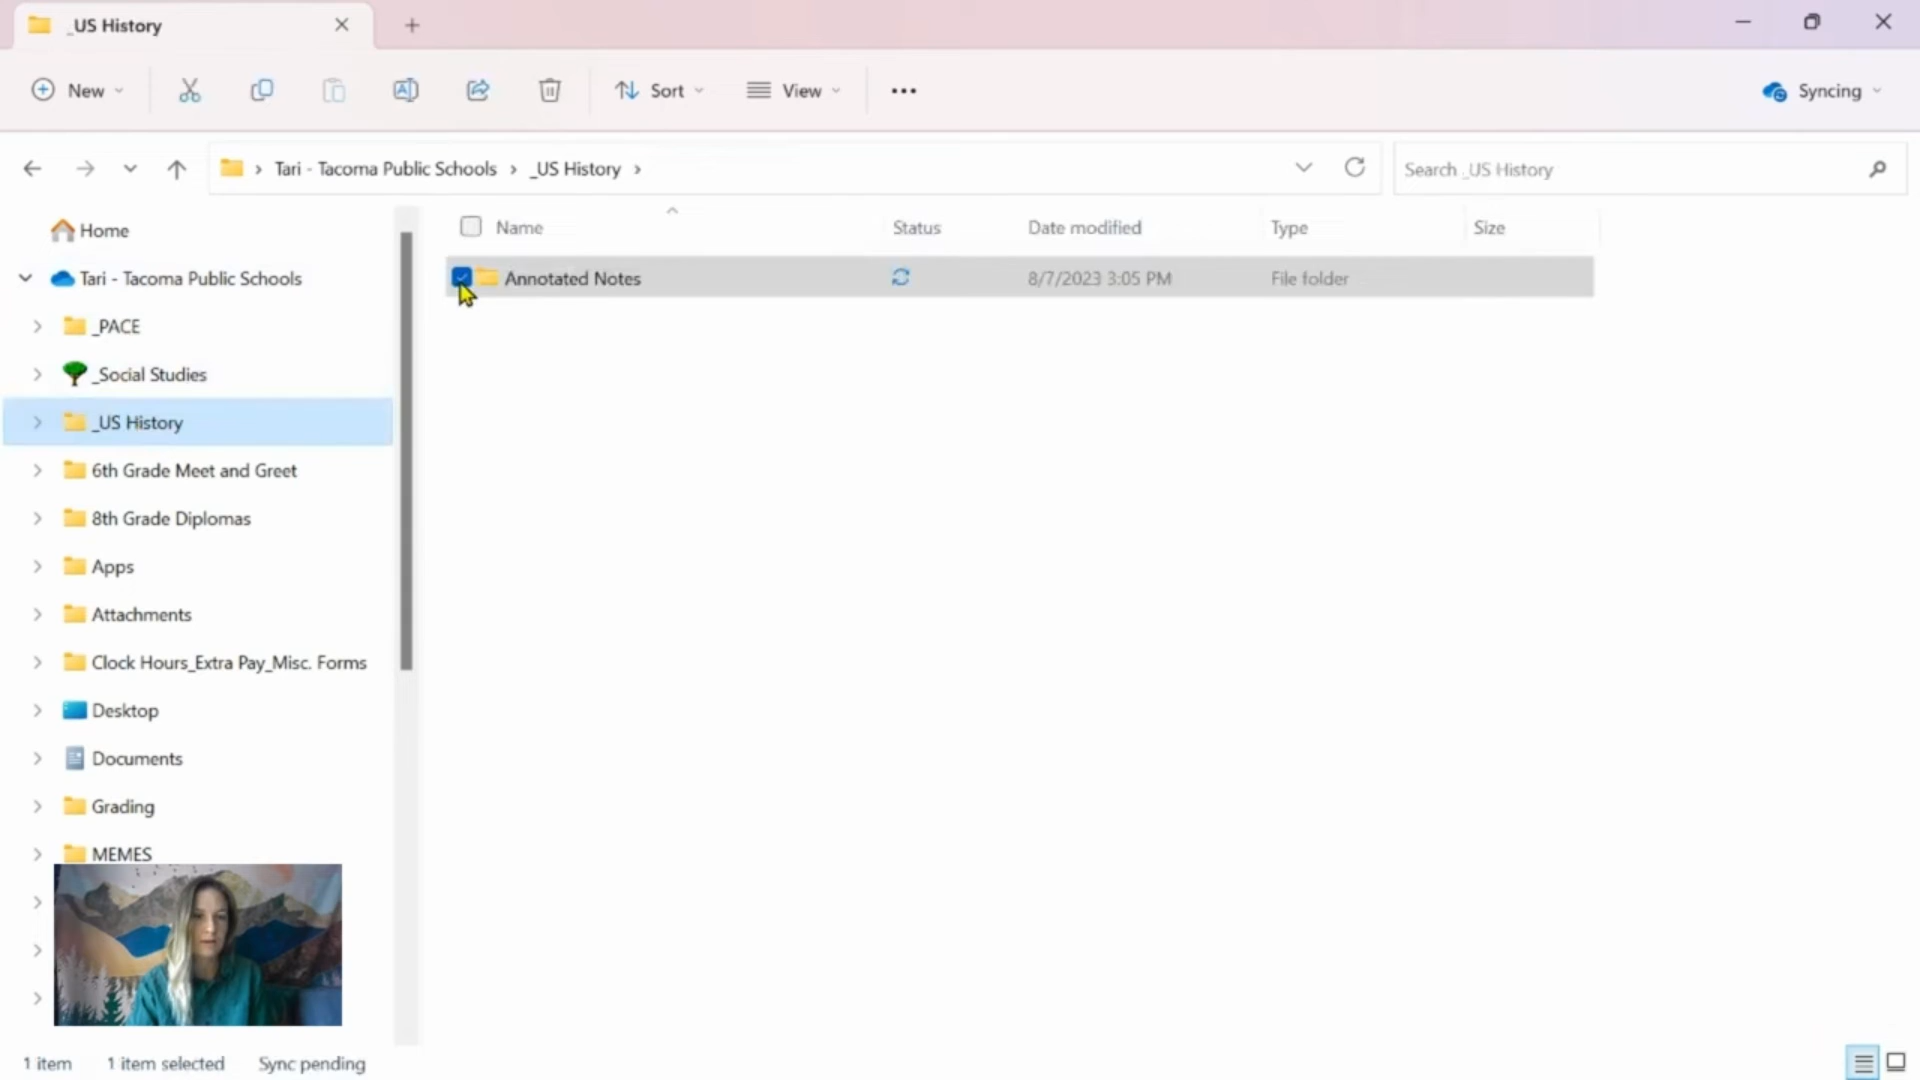 _US History
New
Sort
View
Syncing
Tari - Tacoma Public Schools
_US History
Search _US History
Name
Status
Date modified
Type
Size
Annotated Notes
8/7/2023 3:05 PM
File folder
Home
Tari - Tacoma Public Schools
_PACE
_Social Studies
_US History
6th Grade Meet and Greet
8th Grade Diplomas
Apps
Attachments
Clock Hours_Extra Pay_Misc. Forms
Desktop
Documents
Grading
MEMES
1 item
1 item selected
Sync pending